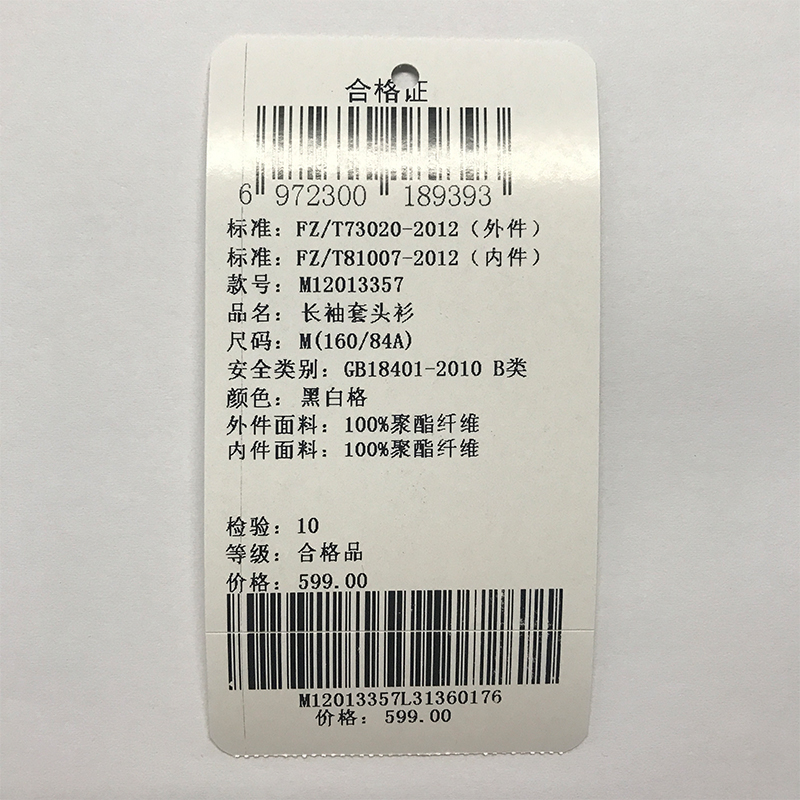 合格证
6 972300 189393
标准：FZ/T73020-2012（外件）
标准：FZ/T81007-2012（内件）
款号：M12013357
品名：长袖套头衫
尺码：M(160/84A)
安全类别：GB18401-2010 B类
颜色：黑白格
外件面料：100%聚酯纤维
内件面料：100%聚酯纤维
检验：10
等级：合格品
价格：599.00
M12013357L31360176
价格：599.00